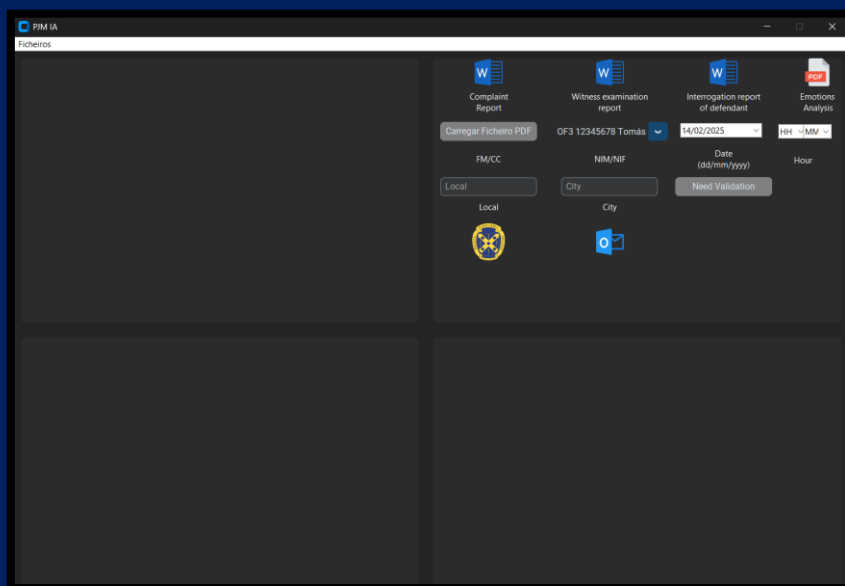 PJM IA
Ficheiros
W W W PDF
Complaint
Report
Witness examination
report
Interrogation report
of defendant
Emotions
Analysis
Carregar Ficheiro PDF OF3 12345678 Tomás 14/02/2025 HH MM
FM/CC NIM/NIF
Date
(dd/mm/yyyy)
Hour
Local City Need Validation
Local City
O